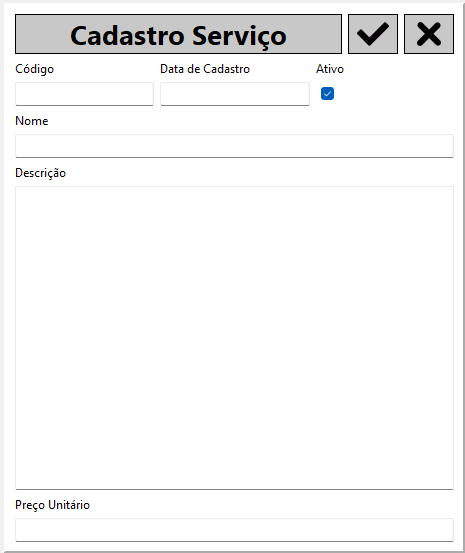 Cadastro Serviço
Código Data de Cadastro Ativo
Nome
Descrição
Preço Unitário